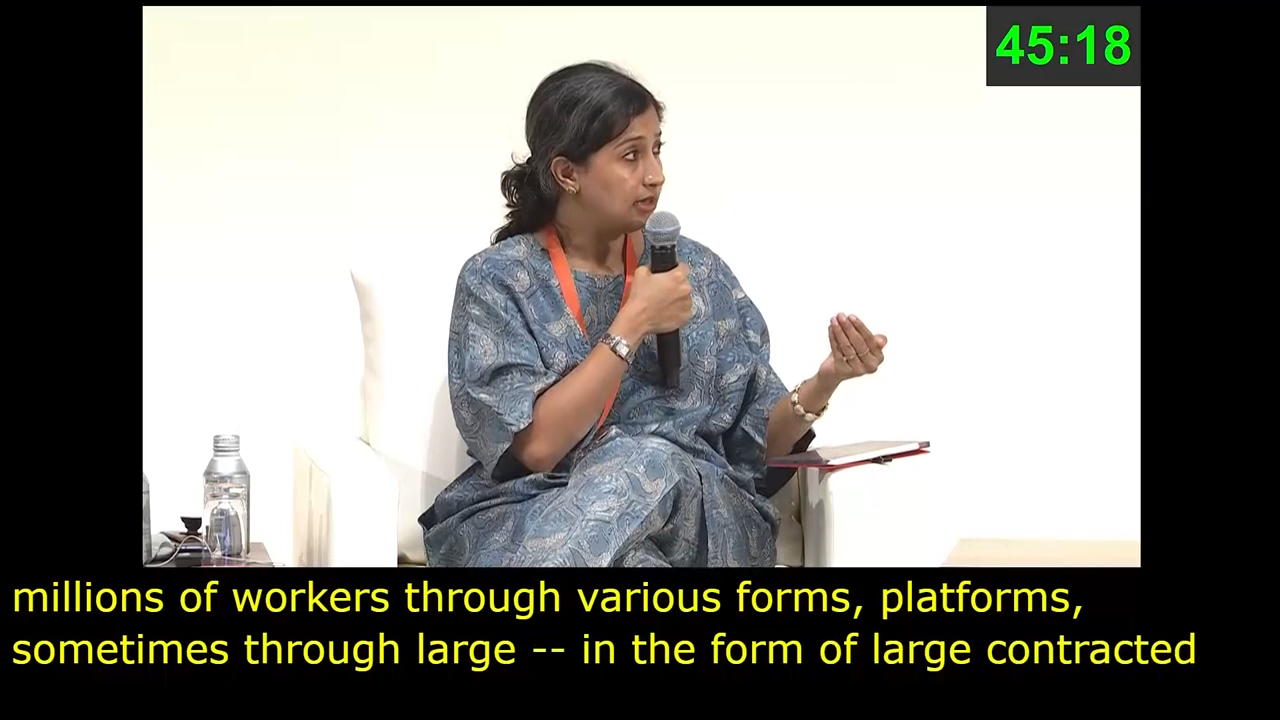 45:18
millions of workers through various forms, platforms,
sometimes through large -- in the form of large contracted